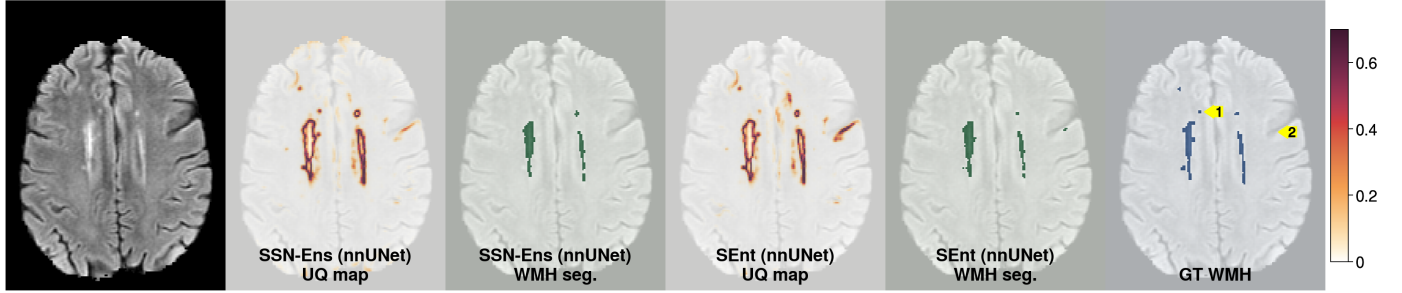 SSN-Ens (nnUNet)
UQ map
SSN-Ens (nnUNet)
WMH seg.
SEnt (nnUNet)
UQ map
SEnt (nnUNet)
WMH seg.
1
2
GT WMH
0.6
0.4
0.2
0